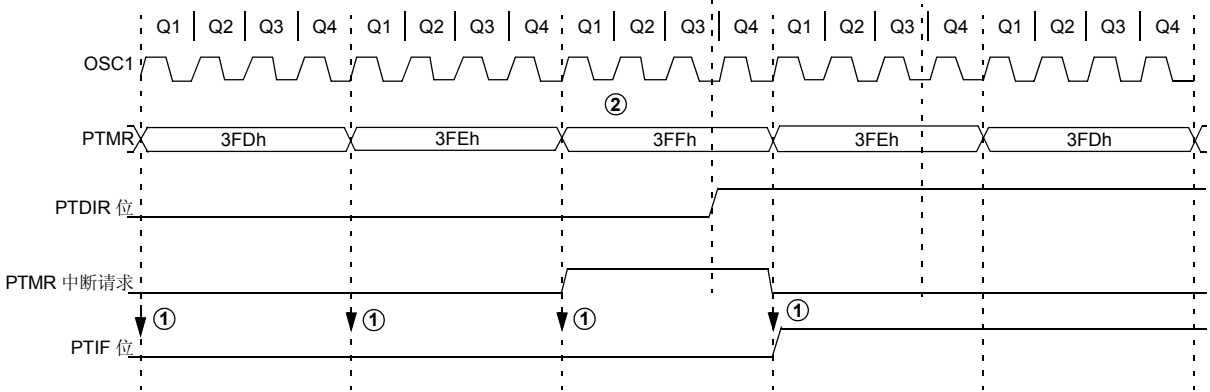 Q1 Q2 Q3 Q4 Q1 Q2 Q3 Q4 Q1 Q2 Q3 Q4 Q1 Q2 Q3 Q4 Q1 Q2 Q3 Q4
OSC1
②
PTMR 3FDh 3FEh 3FFh 3FEh 3FDh
PTDIR 位
PTMR 中断请求
① ① ① ①
PTIF 位